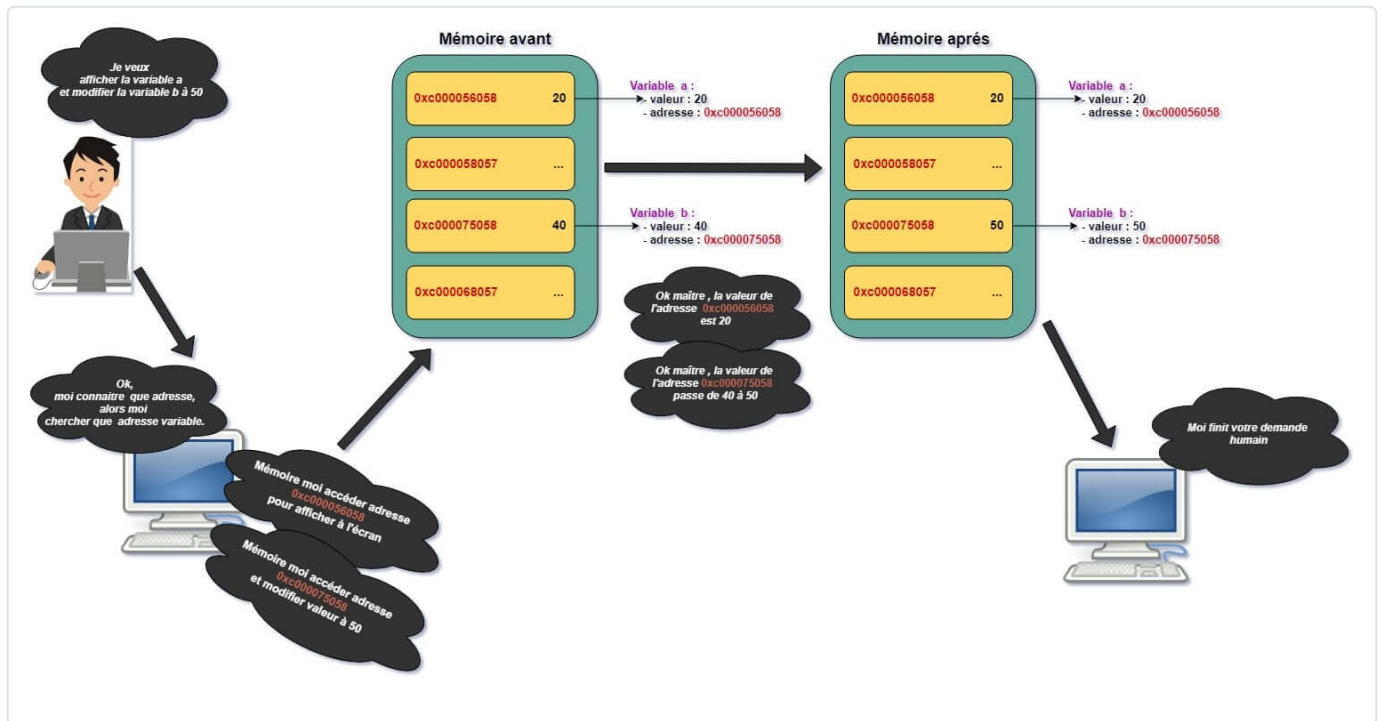 Je veux
afficher la variable a
et modifier la variable b à 50
Ok,
moi connaitre que adresse,
alors moi
chercher que adresse variable.
Mémoire moi accéder adresse
0xc000056058
pour afficher à l'écran
Mémoire moi accéder adresse
0xc000075058
et modifier valeur à 50
Mémoire avant
0xc000056058 20
0xc000058057 ...
0xc000075058 40
0xc000068057 ...
Variable a :
- valeur : 20
- adresse : 0xc000056058
Variable b :
- valeur : 40
- adresse : 0xc000075058
Ok maître , la valeur de
l'adresse 0xc000056058
est 20
Ok maître , la valeur de
l'adresse 0xc000075058
passe de 40 à 50
Mémoire aprés
0xc000056058 20
0xc000058057 ...
0xc000075058 50
0xc000068057 ...
Variable a :
- valeur : 20
- adresse : 0xc000056058
Variable b :
- valeur : 50
- adresse : 0xc000075058
Moi finit votre demande
humain